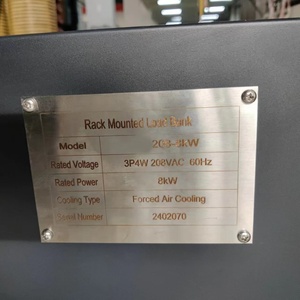 Rack Mounted Load Bank
Model
Rated Voltage 3P4W 208VAC 60Hz
Rated Power 8kW
Cooling Type Forced Air Cooling
Serial Number 2402070